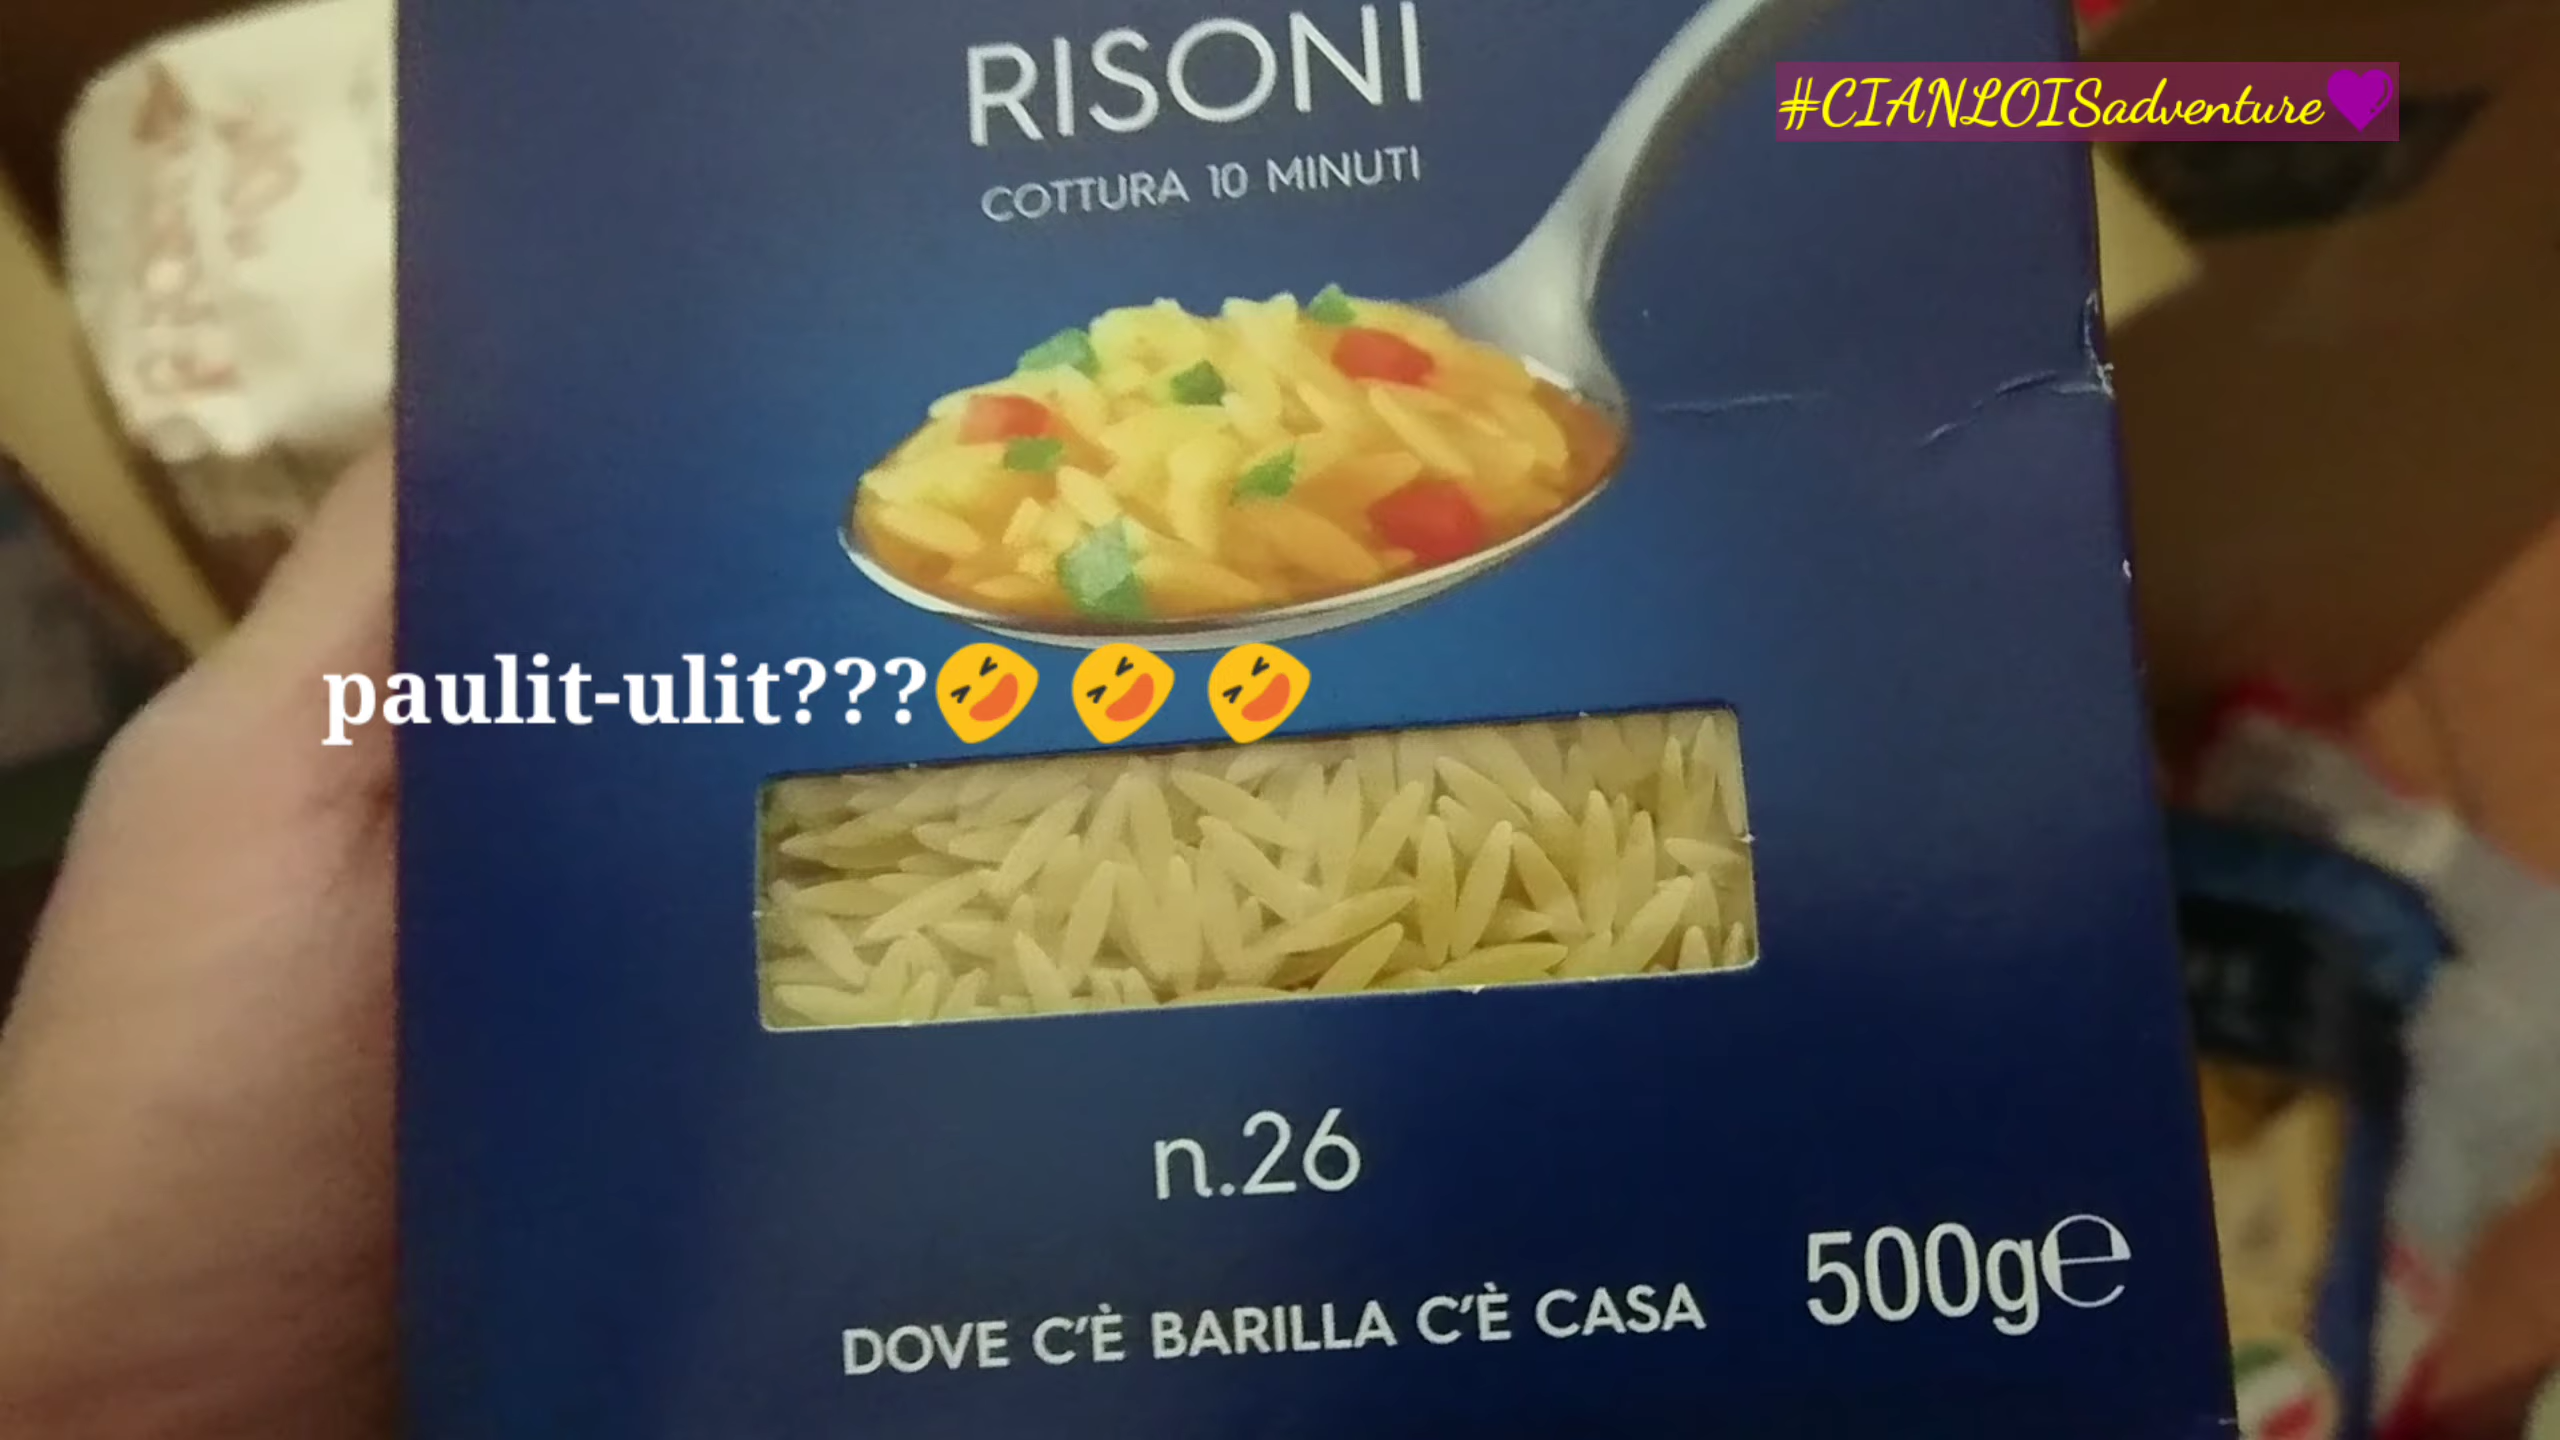 RISONI
#CIANLOISadventure💜
COTTURA 10 MINUTI
paulit-ulit???🤣🤣🤣
n.26
500g℮
DOVE C'È BARILLA C'È CASA